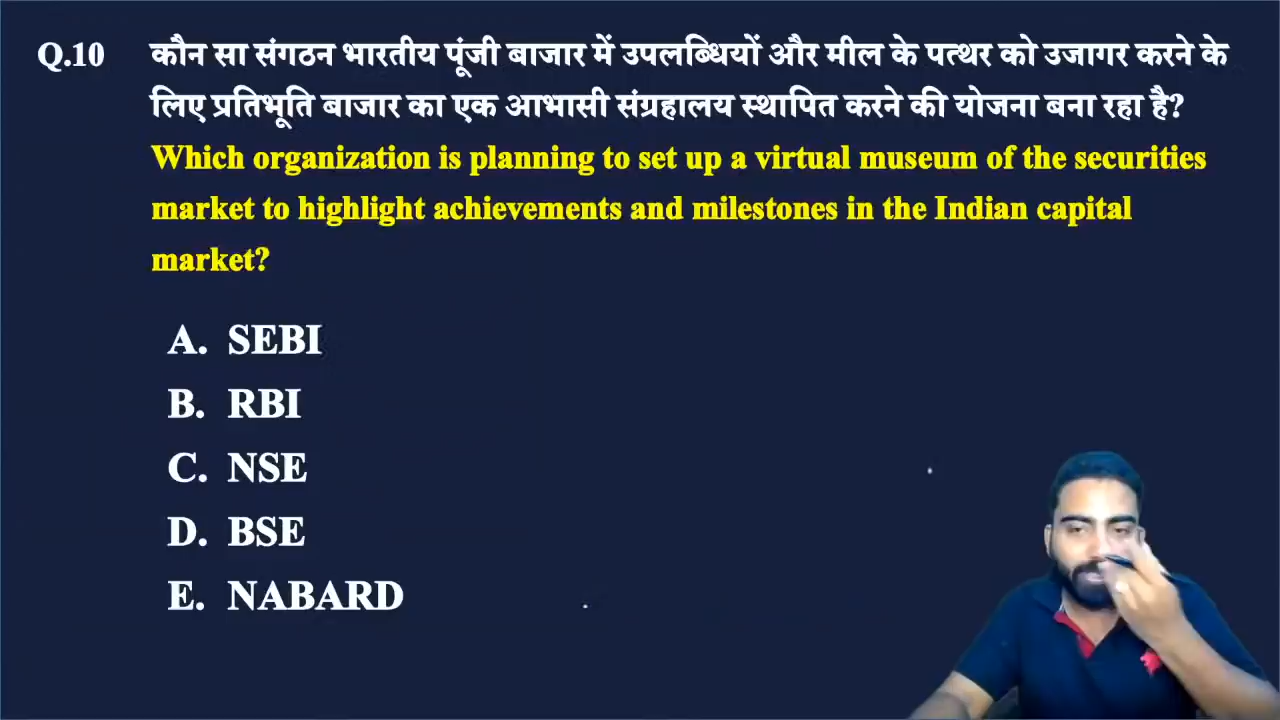 Q.10 कौन सा संगठन भारतीय पूंजी बाजार में उपलब्धियों और मील के पत्थर को उजागर करने के
लिए प्रतिभूति बाजार का एक आभासी संग्रहालय स्थापित करने की योजना बना रहा है?
Which organization is planning to set up a virtual museum of the securities
market to highlight achievements and milestones in the Indian capital
market?
A. SEBI
B. RBI
C. NSE
D. BSE
E. NABARD